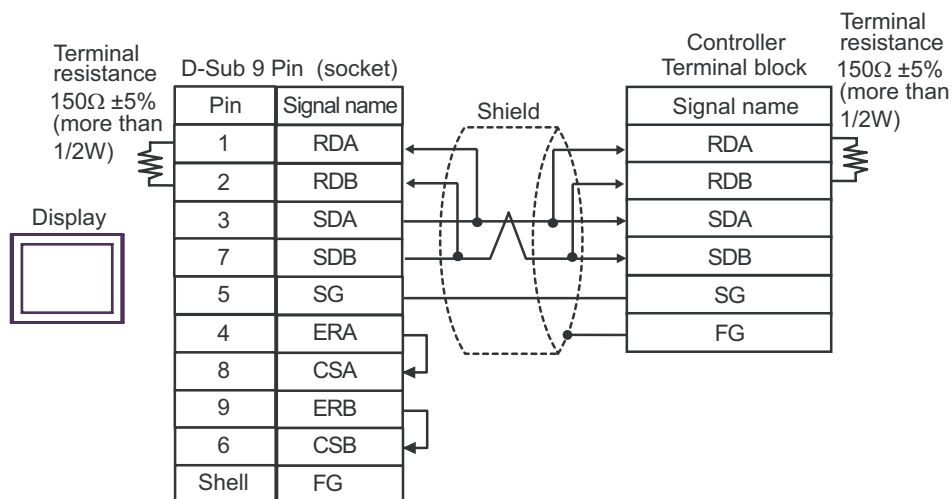 Terminal
resistance
150Ω ±5%
(more than
1/2W)
D-Sub 9 Pin (socket)
Pin Signal name
1 RDA
2 RDB
3 SDA
7 SDB
5 SG
4 ERA
8 CSA
9 ERB
6 CSB
Shell FG
Display
Shield
Controller
Terminal block
Signal name
RDA
RDB
SDA
SDB
SG
FG
Terminal
resistance
150Ω ±5%
(more than
1/2W)